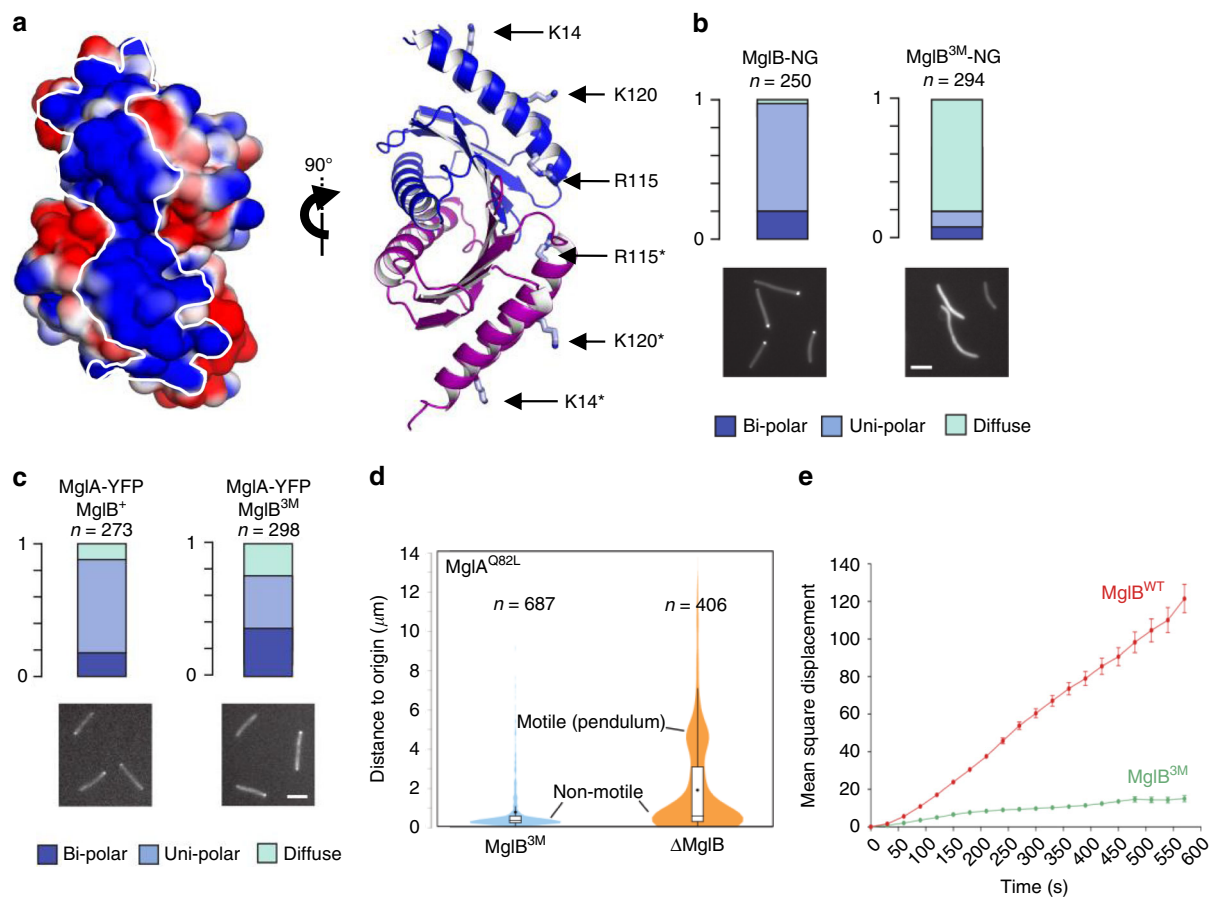 a
90°
K14
K120
R115
R115*
K120*
K14*
b
MglB-NG
n = 250
MglB3M-NG
n = 294
1
0
1
0
Bi-polar
Uni-polar
Diffuse
c
MglA-YFP
MglB+
n = 273
MglA-YFP
MglB3M
n = 298
1
0
1
0
Bi-polar
Uni-polar
Diffuse
d
Distance to origin (μm)
14
12
10
8
6
4
2
0
MglAQ82L
n = 687
n = 406
Motile (pendulum)
Non-motile
MglB3M
ΔMglB
e
Mean square displacement
140
120
100
80
60
40
20
0
MglBWT
MglB3M
0 50 100 150 200 250 300 350 400 450 500 550 600
Time (s)